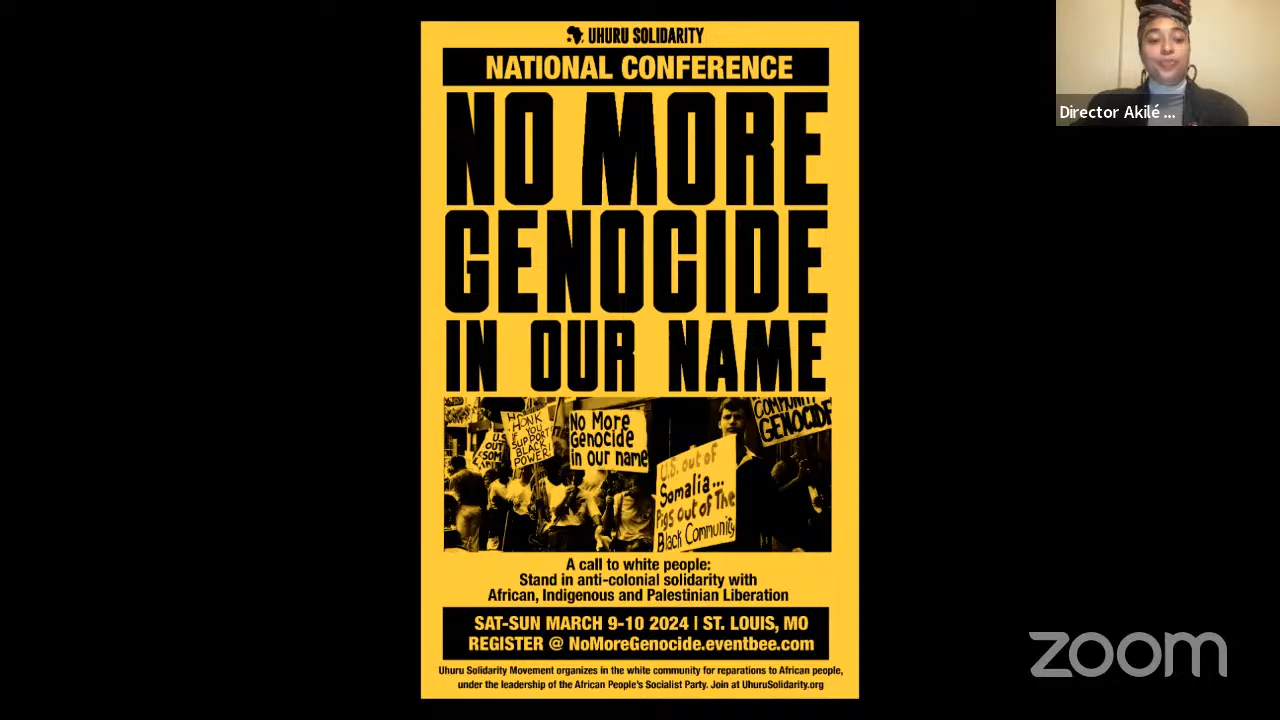 UHURU SOLIDARITY
NATIONAL CONFERENCE
NO MORE
GENOCIDE
IN OUR NAME
HONK
IF YOU
SUPPORT
BLACK
POWER!
U.S.
OUT
No More
Genocide
in our name
U.S. out of
Somalia...
Pigs out of The
Black Community
COMMUNITY
GENOCIDE
A call to white people:
Stand in anti-colonial solidarity with
African, Indigenous and Palestinian Liberation
SAT-SUN MARCH 9-10 2024 | ST. LOUIS, MO
REGISTER @ NoMoreGenocide.eventbee.com
Uhuru Solidarity Movement organizes in the white community for reparations to African people,
under the leadership of the African People's Socialist Party. Join at UhuruSolidarity.org
Director Akilé ...
zoom